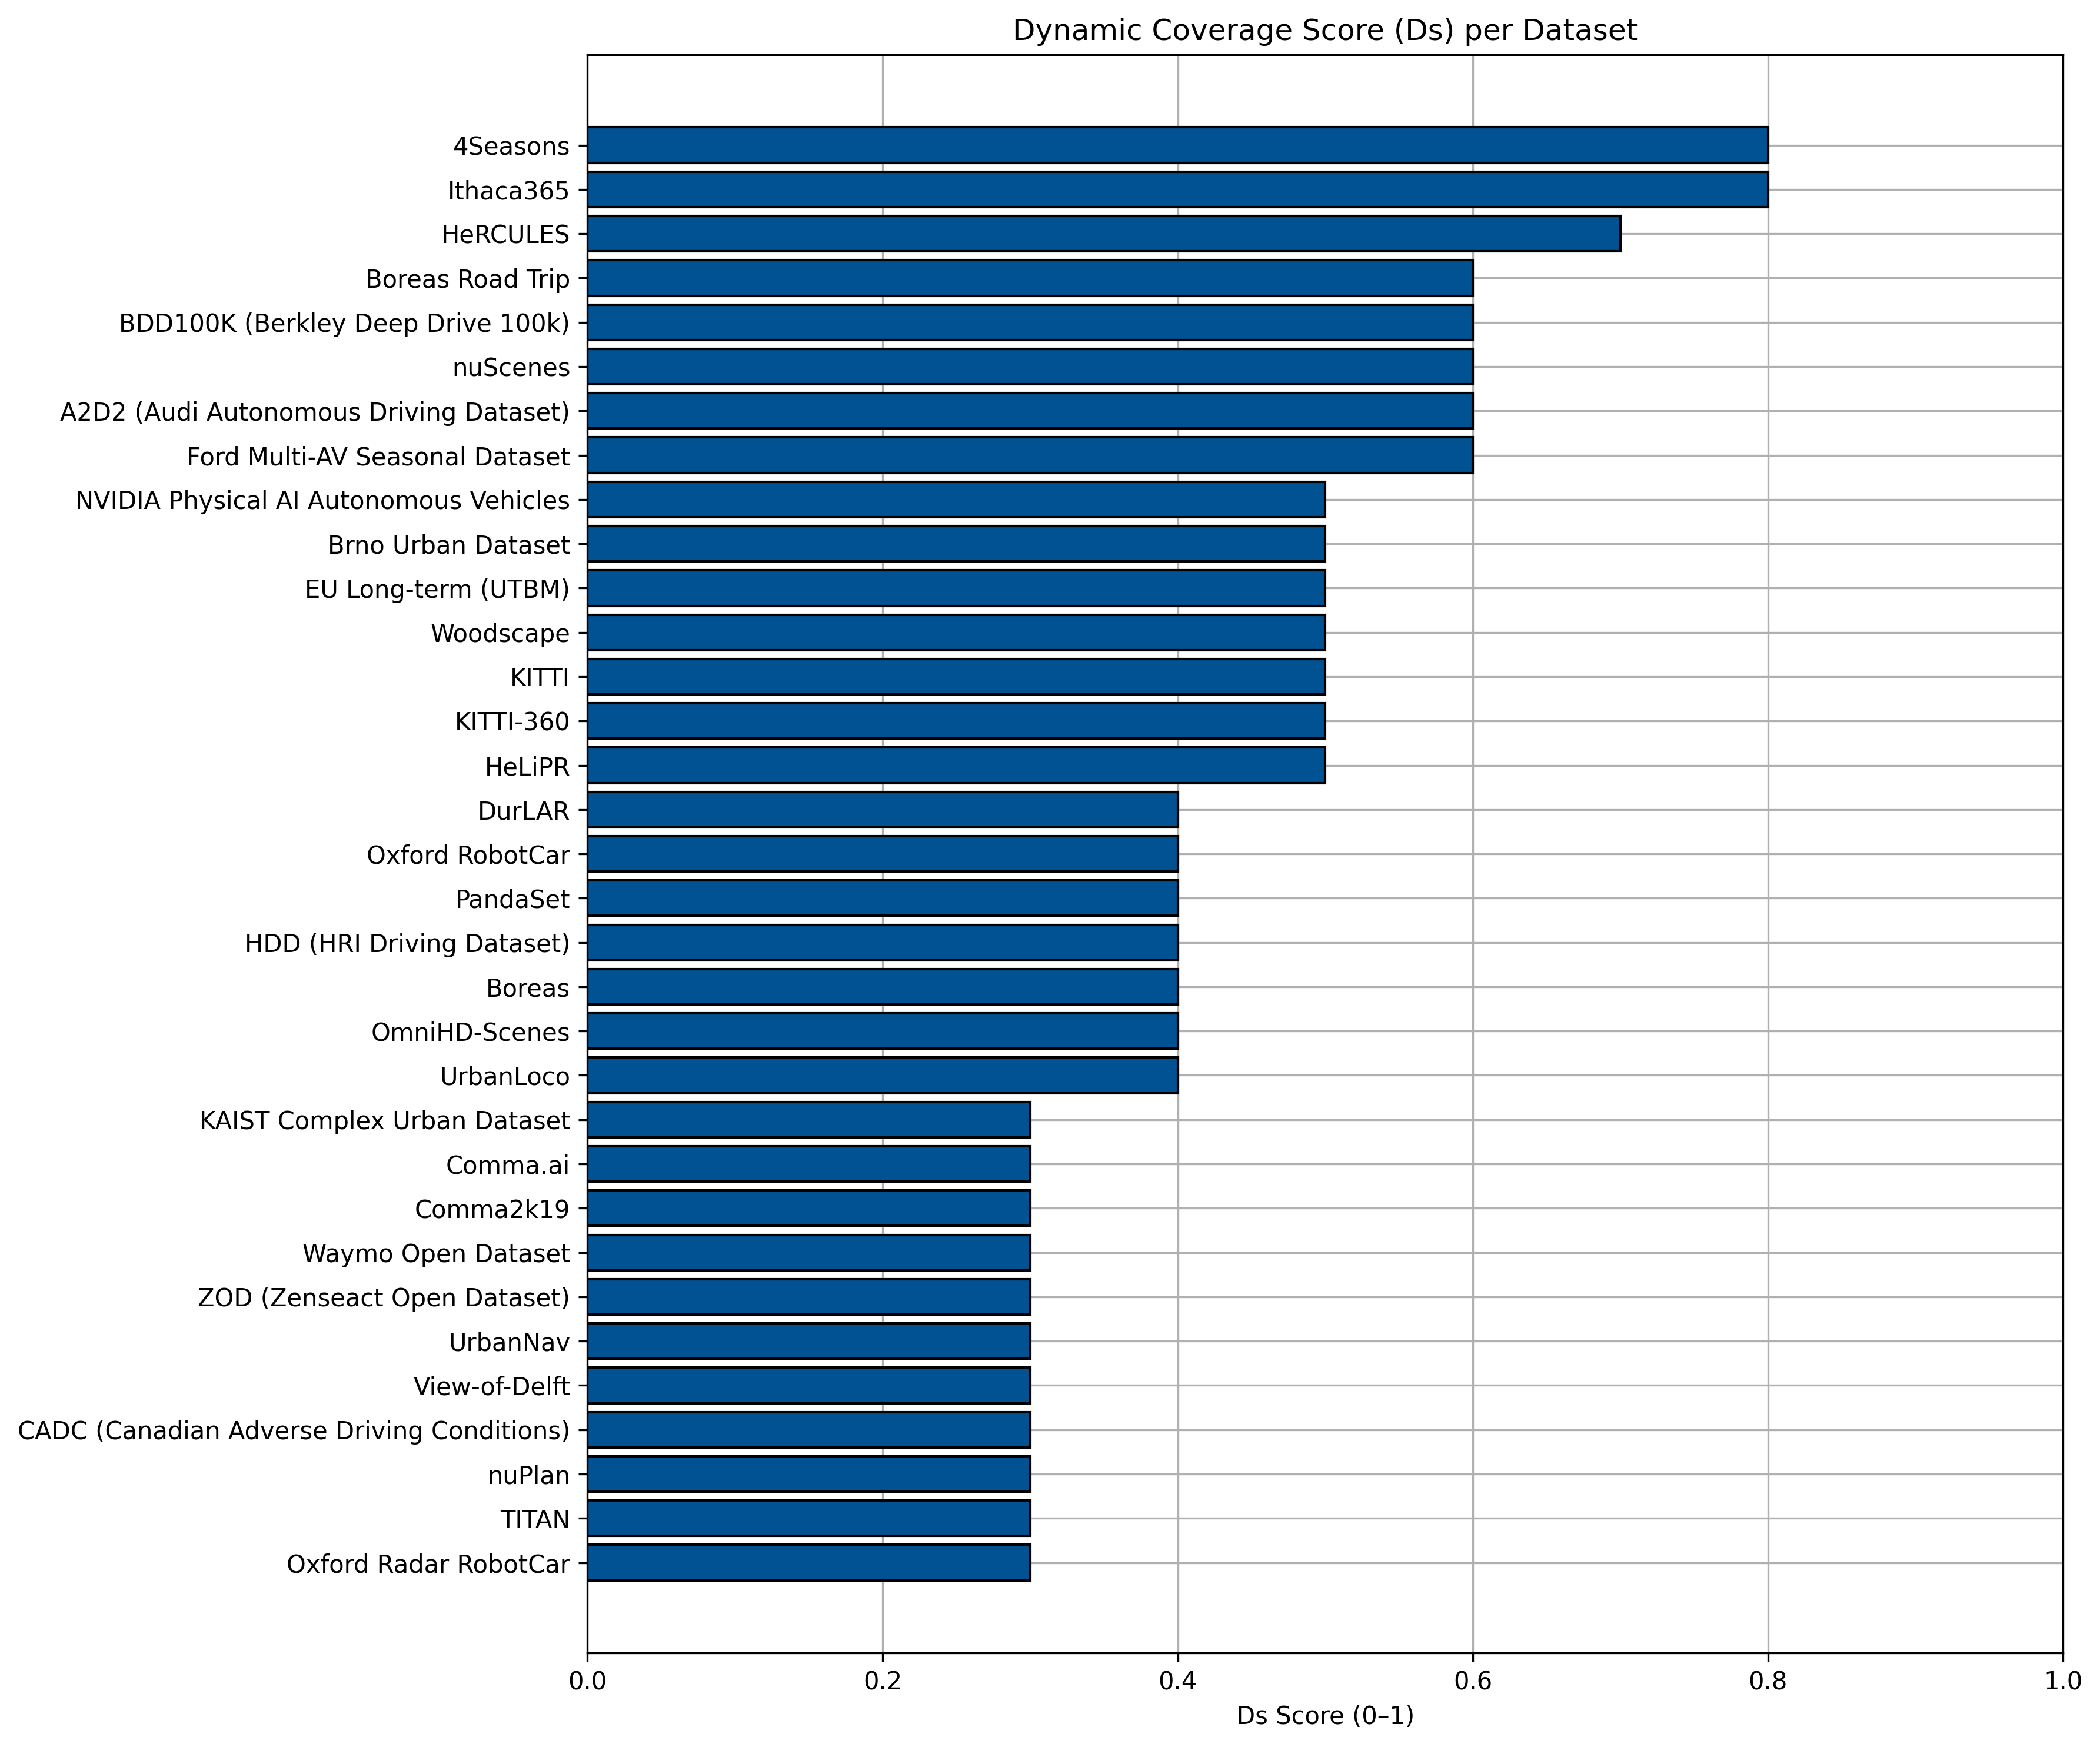 Dynamic Coverage Score (Ds) per Dataset
4Seasons
Ithaca365
HeRCULES
Boreas Road Trip
BDD100K (Berkley Deep Drive 100k)
nuScenes
A2D2 (Audi Autonomous Driving Dataset)
Ford Multi-AV Seasonal Dataset
NVIDIA Physical AI Autonomous Vehicles
Brno Urban Dataset
EU Long-term (UTBM)
Woodscape
KITTI
KITTI-360
HeLiPR
DurLAR
Oxford RobotCar
PandaSet
HDD (HRI Driving Dataset)
Boreas
OmniHD-Scenes
UrbanLoco
KAIST Complex Urban Dataset
Comma.ai
Comma2k19
Waymo Open Dataset
ZOD (Zenseact Open Dataset)
UrbanNav
View-of-Delft
CADC (Canadian Adverse Driving Conditions)
nuPlan
TITAN
Oxford Radar RobotCar
0.0 0.2 0.4 0.6 0.8 1.0
Ds Score (0–1)